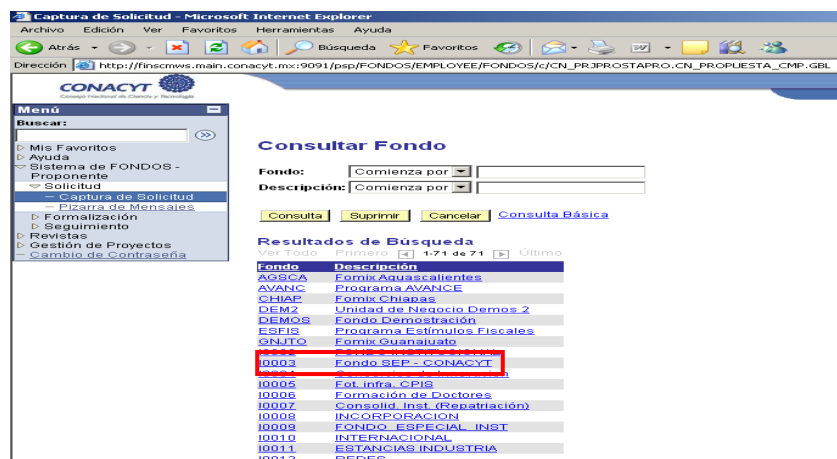 Captura de Solicitud - Microsoft Internet Explorer
Archivo Edición Ver Favoritos Herramientas Ayuda
Atrás Búsqueda Favoritos
Dirección http://finscmws.main.conacyt.mx:9091/psp/FONDOS/EMPLOYEE/FONDOS/c/CN_PRJPROSTAPRO.CN_PROPUESTA_CMP.GBL
CONACYT
Consejo Nacional de Ciencia y Tecnología
Menú
Buscar:
Mis Favoritos
Ayuda
Sistema de FONDOS -
Proponente
Solicitud
Captura de Solicitud
Pizarra de Mensajes
Formalización
Seguimiento
Revistas
Gestión de Proyectos
Cambio de Contraseña
Consultar Fondo
Fondo: Comienza por
Descripción: Comienza por
Consulta Suprimir Cancelar Consulta Básica
Resultados de Búsqueda
Ver Todo Primero 1-71 de 71 Último
Fondo Descripción
AGSCA Fomix Aguascalientes
AVANC Programa AVANCE
CHIAP Fomix Chiapas
DEM2 Unidad de Negocio Demos 2
DEMOS Fondo Demostración
ESFIS Programa Estímulos Fiscales
GNJTO Fomix Guanajuato
I0002 FONDO INSTITUCIONAL
I0003 Fondo SEP - CONACYT
I0004
I0005 Fot. infra. CPIS
I0006 Formación de Doctores
I0007 Consolid. Inst. (Repatriación)
I0008 INCORPORACION
I0009 FONDO ESPECIAL INST
I0010 INTERNACIONAL
I0011 ESTANCIAS INDUSTRIA
I0012 REDES